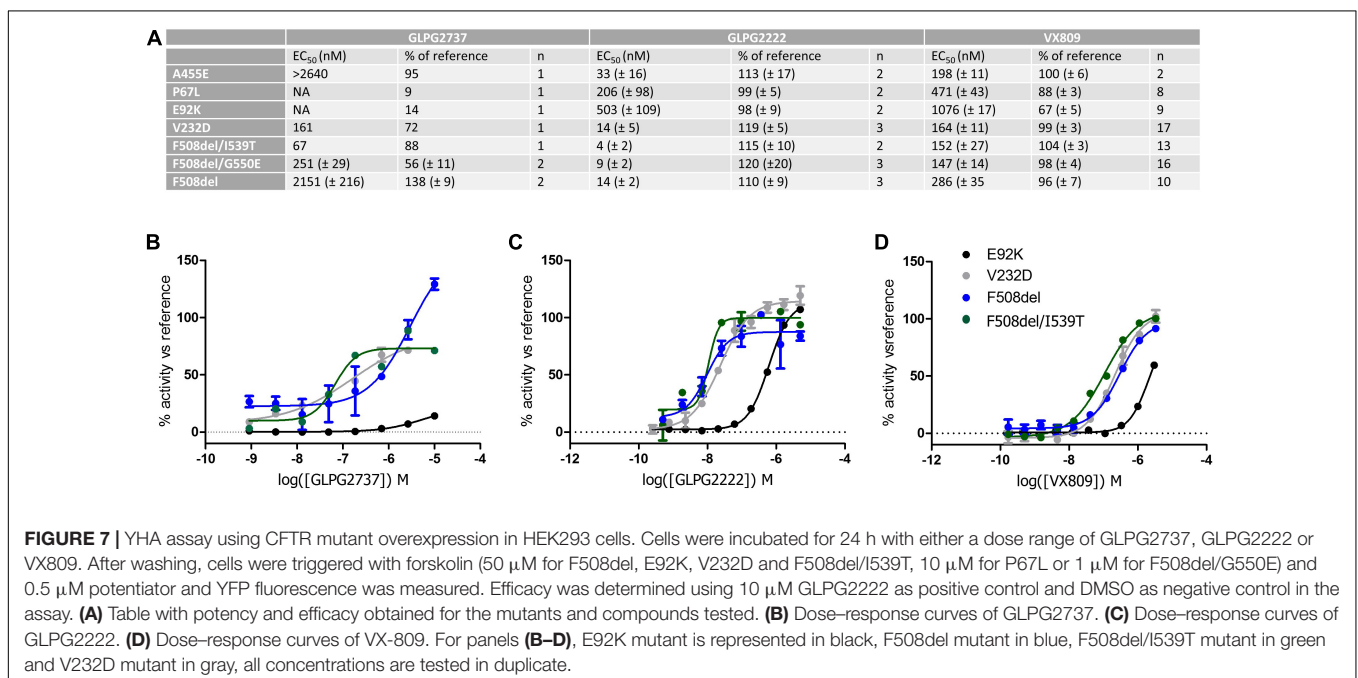 A
GLPG2737 GLPG2222 VX809
EC50 (nM) % of reference n EC50 (nM) % of reference n EC50 (nM) % of reference n
A455E >2640 95 1 33 (± 16) 113 (± 17) 2 198 (± 11) 100 (± 6) 2
P67L NA 9 1 206 (± 98) 99 (± 5) 2 471 (± 43) 88 (± 3) 8
E92K NA 14 1 503 (± 109) 98 (± 9) 2 1076 (± 17) 67 (± 5) 9
V232D 161 72 1 14 (± 5) 119 (± 5) 3 164 (± 11) 99 (± 3) 17
F508del/I539T 67 88 1 4 (± 2) 115 (± 10) 2 152 (± 27) 104 (± 3) 13
F508del/G550E 251 (± 29) 56 (± 11) 2 9 (± 2) 120 (±20) 3 147 (± 14) 98 (± 4) 16
F508del 2151 (± 216) 138 (± 9) 2 14 (± 2) 110 (± 9) 3 286 (± 35 96 (± 7) 10
B
% activity vs reference
150
100
50
0
-10 -9 -8 -7 -6 -5 -4
log([GLPG2737]) M
C
% activity vs reference
150
100
50
0
-12 -10 -8 -6 -4
log([GLPG2222]) M
D
% activity vsreference
150
100
50
0
-12 -10 -8 -6 -4
log([VX809]) M
E92K
V232D
F508del
F508del/I539T
FIGURE 7 | YHA assay using CFTR mutant overexpression in HEK293 cells. Cells were incubated for 24 h with either a dose range of GLPG2737, GLPG2222 or
VX809. After washing, cells were triggered with forskolin (50 μM for F508del, E92K, V232D and F508del/I539T, 10 μM for P67L or 1 μM for F508del/G550E) and
0.5 μM potentiator and YFP fluorescence was measured. Efficacy was determined using 10 μM GLPG2222 as positive control and DMSO as negative control in the
assay. (A) Table with potency and efficacy obtained for the mutants and compounds tested. (B) Dose–response curves of GLPG2737. (C) Dose–response curves of
GLPG2222. (D) Dose–response curves of VX-809. For panels (B–D), E92K mutant is represented in black, F508del mutant in blue, F508del/I539T mutant in green
and V232D mutant in gray, all concentrations are tested in duplicate.